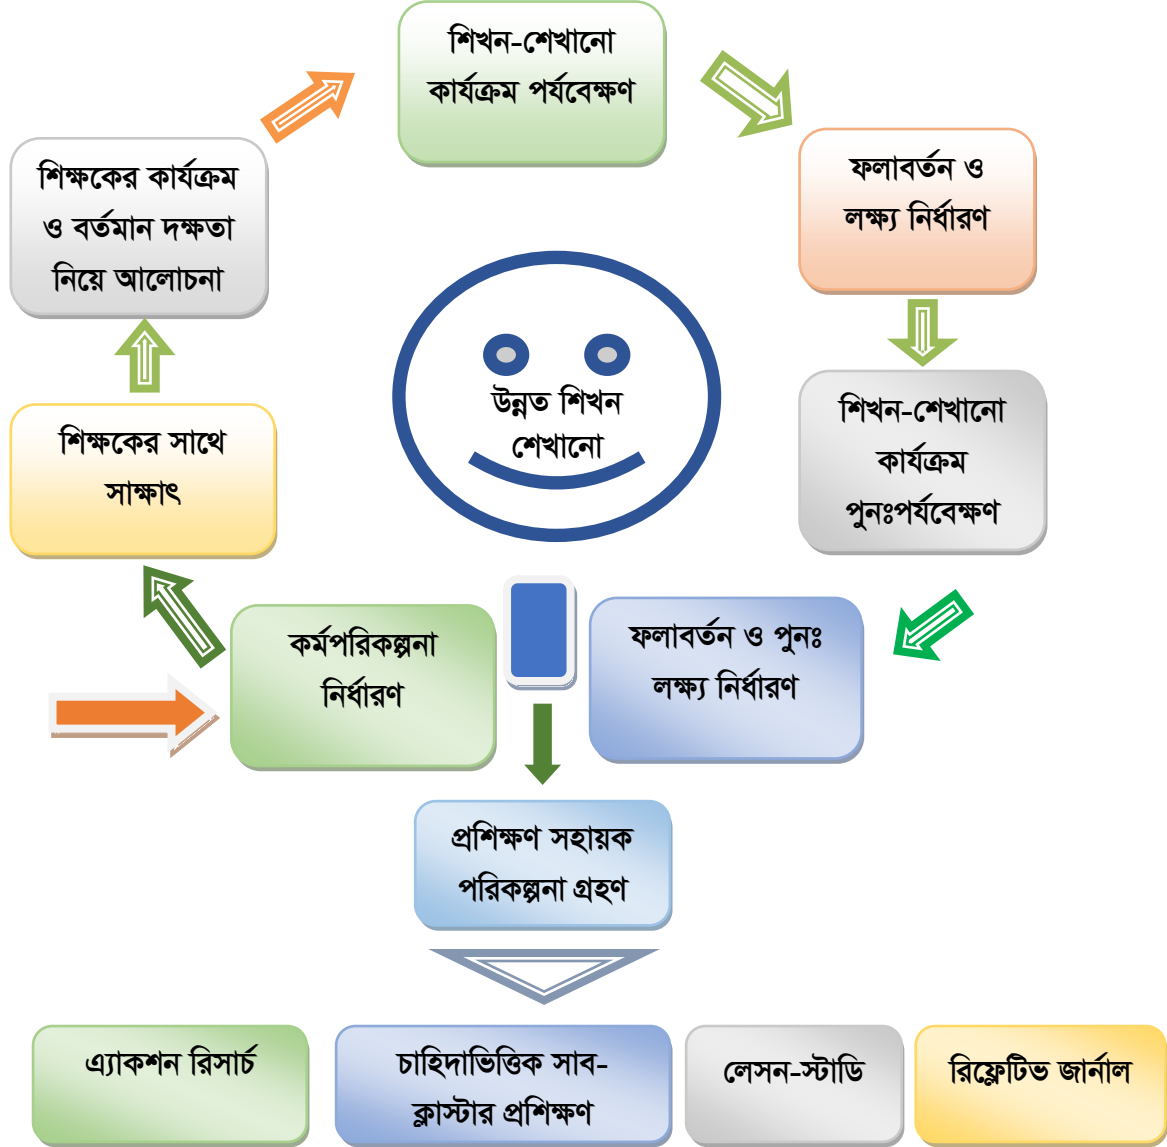 শিখন-শেখানো
কার্যক্রম পর্যবেক্ষণ
ফলাবর্তন ও
লক্ষ্য নির্ধারণ
শিক্ষকের কার্যক্রম
ও বর্তমান দক্ষতা
নিয়ে আলোচনা
উন্নত শিখন
শেখানো
শিখন-শেখানো
কার্যক্রম
পুনঃপর্যবেক্ষণ
শিক্ষকের সাথে
সাক্ষাৎ
কর্মপরিকল্পনা
নির্ধারণ
ফলাবর্তন ও পুনঃ
লক্ষ্য নির্ধারণ
প্রশিক্ষণ সহায়ক
পরিকল্পনা গ্রহণ
এ্যাকশন রিসার্চ
চাহিদাভিত্তিক সাব-
ক্লাস্টার প্রশিক্ষণ
লেসন-স্টাডি
রিফ্লেটিভ জার্নাল